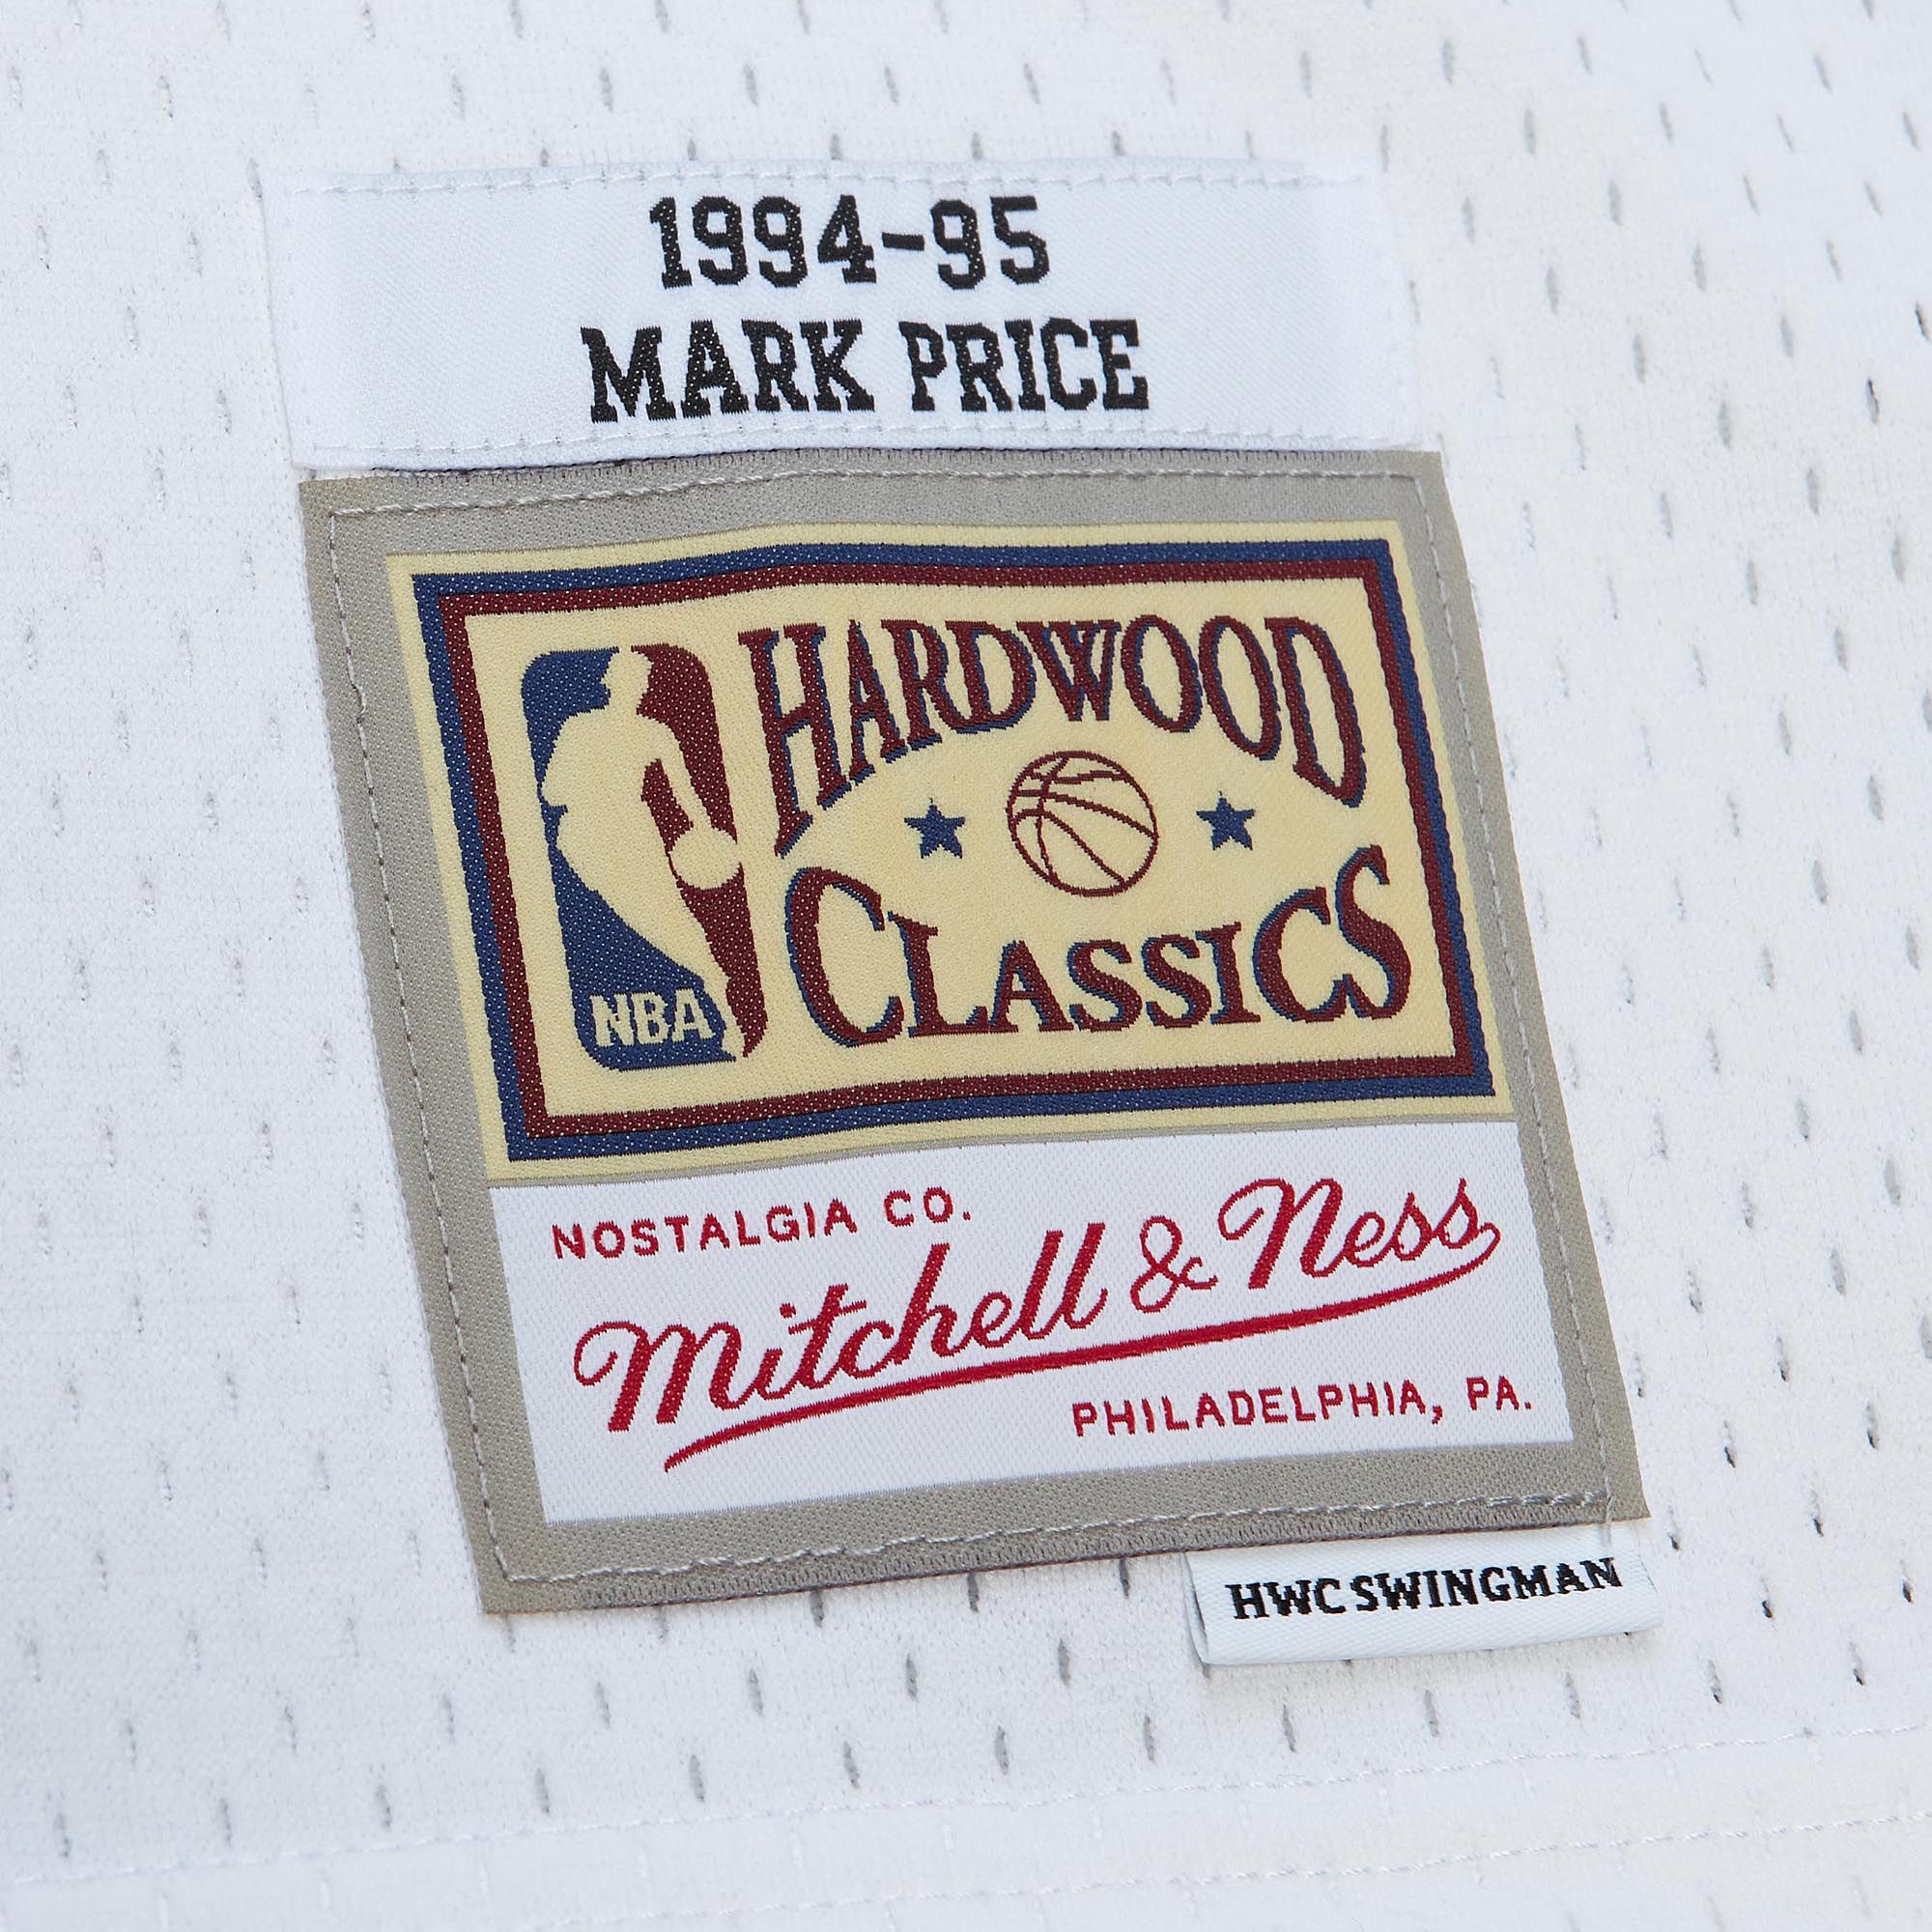 1994-95
MARK PRICE
HARDWOOD
CLASSICS
NBA
NOSTALGIA CO.
Mitchell & Ness
PHILADELPHIA, PA.
HWC SWINGMAN